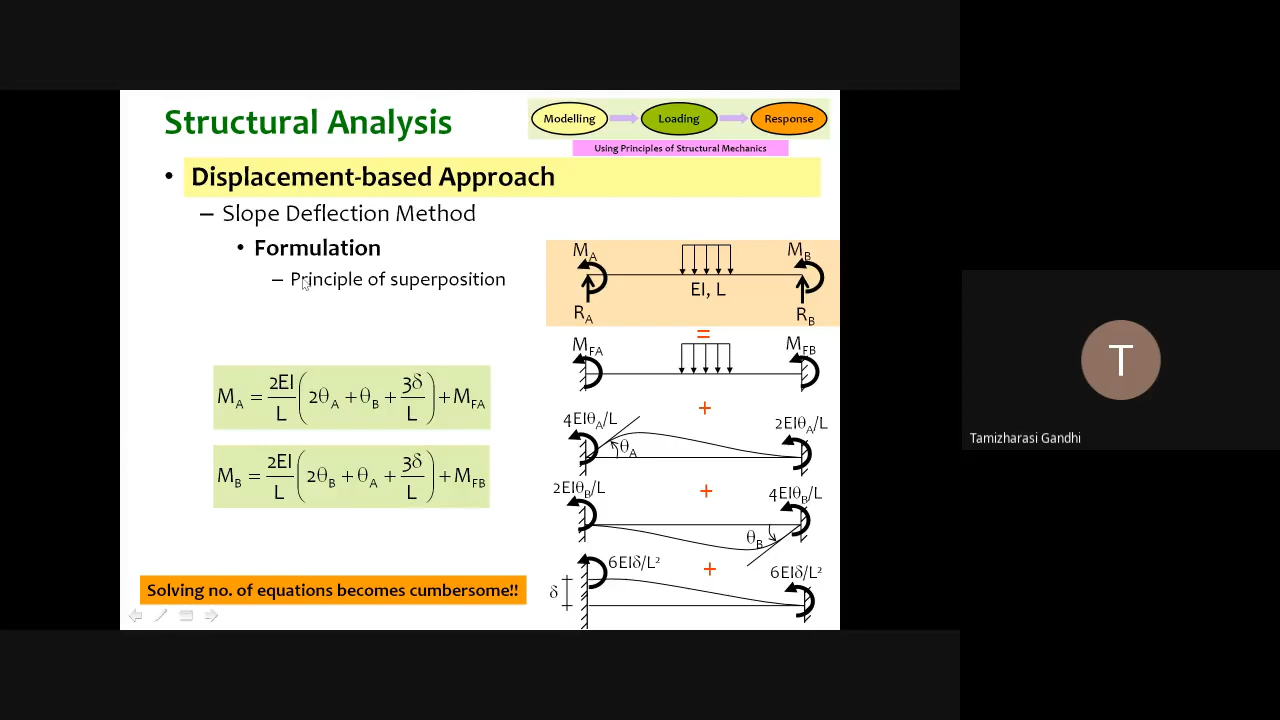 Structural Analysis
Modelling
Loading
Response
Using Principles of Structural Mechanics
• Displacement-based Approach
– Slope Deflection Method
• Formulation
– Principle of superposition
M_A
M_B
EI, L
R_A
R_B
=
M_FA
M_FB
M_A = 2EI/L (2θ_A + θ_B + 3δ/L) + M_FA
+
4EIθ_A/L
2EIθ_A/L
θ_A
M_B = 2EI/L (2θ_B + θ_A + 3δ/L) + M_FB
+
2EIθ_B/L
4EIθ_B/L
θ_B
+
6EIδ/L²
6EIδ/L²
δ
Solving no. of equations becomes cumbersome!!
T
Tamizharasi Gandhi